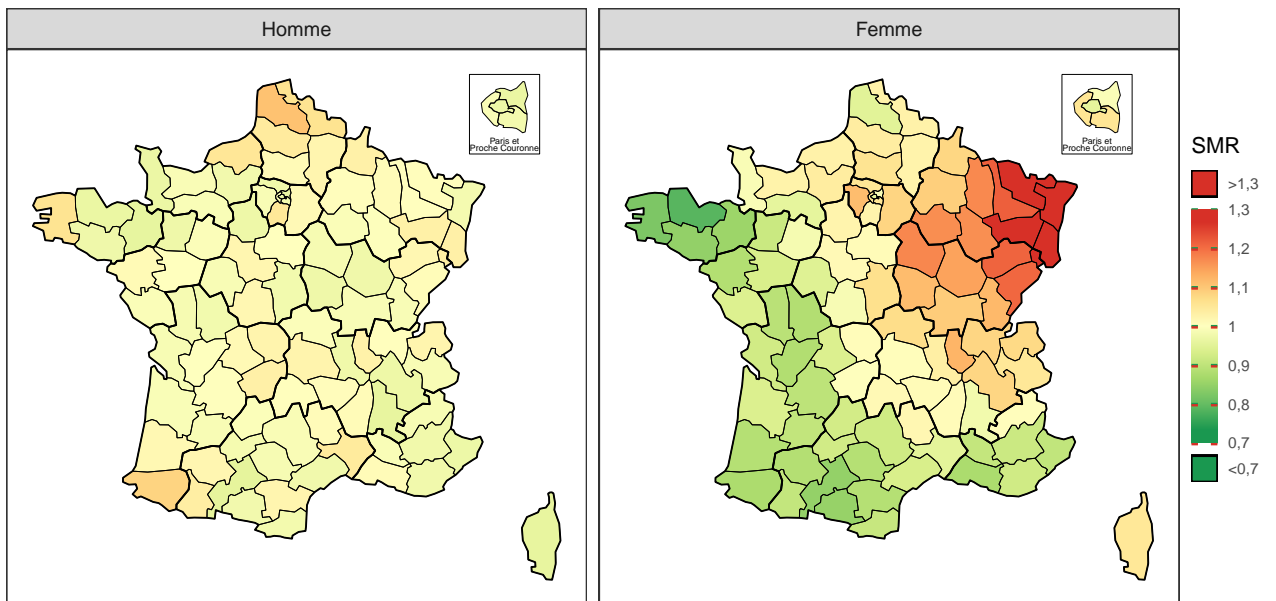 Homme
Femme
Paris et
Proche Couronne
Paris et
Proche Couronne
SMR
>1,3
1,3
1,2
1,1
1
0,9
0,8
0,7
<0,7